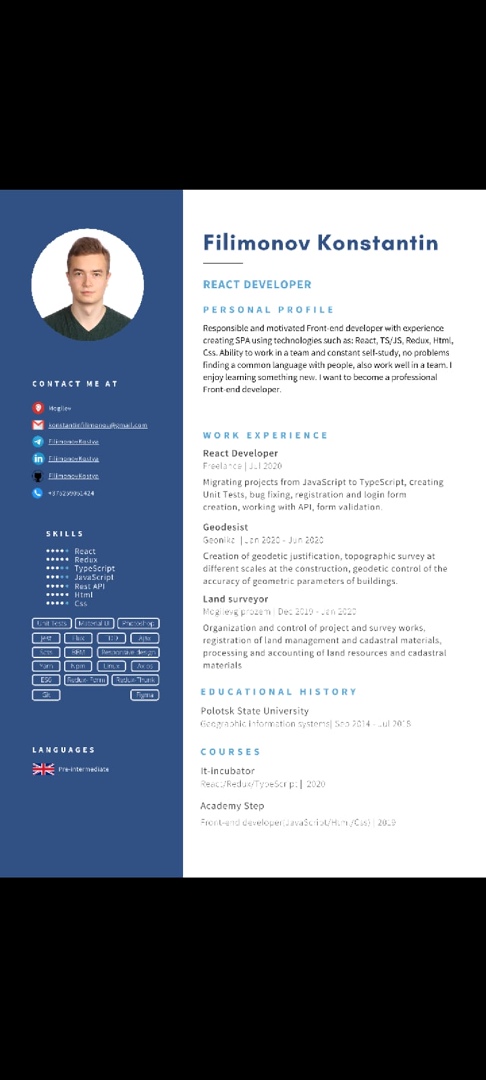 Filimonov Konstantin
REACT DEVELOPER
PERSONAL PROFILE
Responsible and motivated Front-end developer with experience
creating SPA using technologies such as: React, TS/JS, Redux, Html,
Css. Ability to work in a team and constant self-study, no problems
finding a common language with people, also work well in a team. I
enjoy learning something new. I want to become a professional
Front-end developer.
WORK EXPERIENCE
React Developer
Freelance | Jul 2020
Migrating projects from JavaScript to TypeScript, creating
Unit Tests, bug fixing, registration and login form
creation, working with API, form validation.
Geodesist
Geonika | Jan 2020 - Jun 2020
Creation of geodetic justification, topographic survey at
different scales at the construction, geodetic control of the
accuracy of geometric parameters of buildings.
Land surveyor
Mogilevgiprozem | Dec 2019 - Jan 2020
Organization and control of project and survey works,
registration of land management and cadastral materials,
processing and accounting of land resources and cadastral
materials
EDUCATIONAL HISTORY
Polotsk State University
Geographic information systems| Sep 2014 - Jul 2018
COURSES
It-incubator
React/Redux/TypeScript | 2020
Academy Step
Front-end developer(JavaScript/Html/Css) | 2019
CONTACT ME AT
Mogilev
konstantinfilimonov@gmail.com
FilimonovKostya
FilimonovKostya
FilimonovKostya
SKILLS
React
Redux
TypeScript
JavaScript
Rest API
Html
Css
Unit Tests Material UI Photoshop
Jest Flux TDD Ajax
Scss BEM Responsive design
Yarn Npm Linux Axios
ES6 Redux-Form Redux-Thunk
Git Figma
LANGUAGES
Pre-intermediate